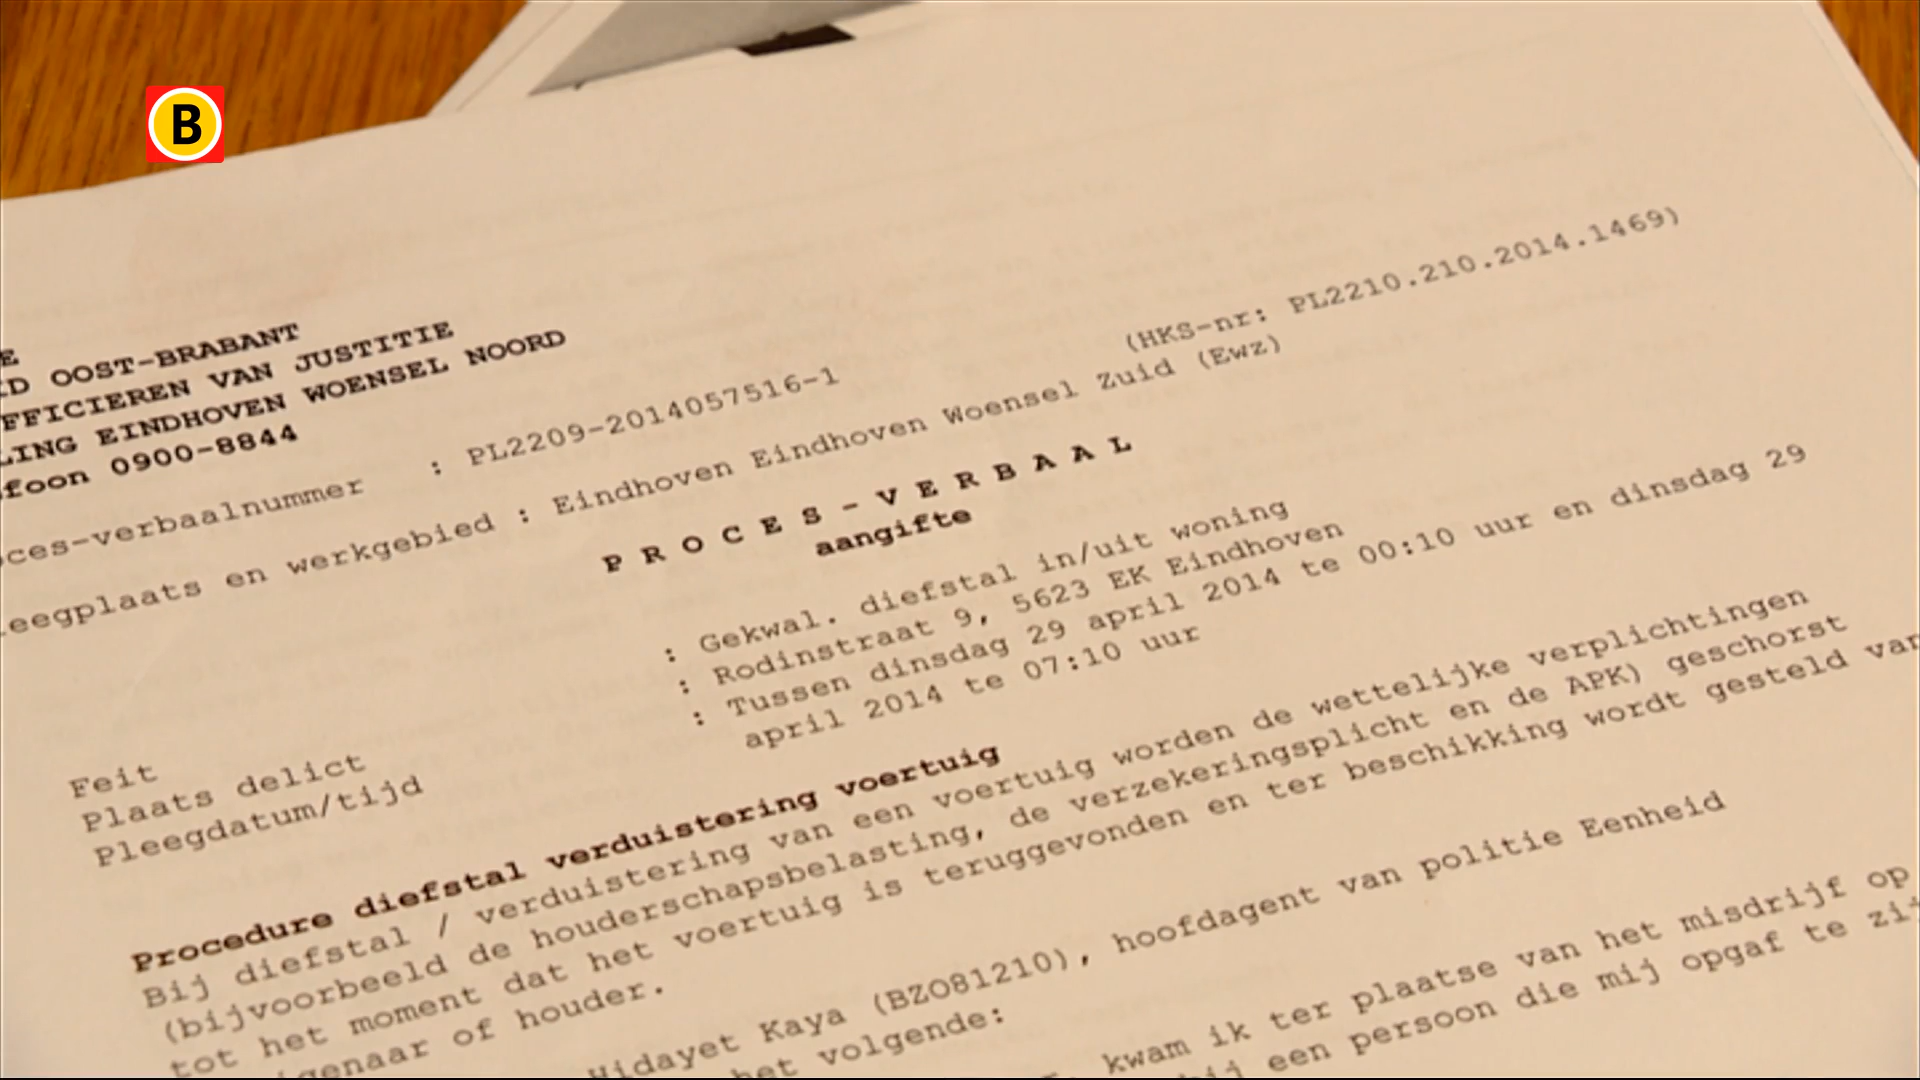 B
E
OOST-BRABANT
FFICIEREN VAN JUSTITIE
LING EINDHOVEN WOENSEL NOORD
foon 0900-8844
(HKS-nr: PL2210.210.2014.1469)
ces-verbaalnummer : PL2209-2014057516-1
eegplaats en werkgebied : Eindhoven Eindhoven Woensel Zuid (Ewz)
P R O C E S - V E R B A A L
aangifte
Feit : Gekwal. diefstal in/uit woning
Plaats delict : Rodinstraat 9, 5623 EK Eindhoven
Pleegdatum/tijd : Tussen dinsdag 29 april 2014 te 00:10 uur en dinsdag 29
april 2014 te 07:10 uur
Procedure diefstal verduistering voertuig
Bij diefstal / verduistering van een voertuig worden de wettelijke verplichtingen
(bijvoorbeeld de houderschapsbelasting, de verzekeringsplicht en de APK) geschorst
tot het moment dat het voertuig is teruggevonden en ter beschikking wordt gesteld van
igenaar of houder.
Hidayet Kaya (BZO81210), hoofdagent van politie Eenheid
het volgende:
kwam ik ter plaatse van het misdrijf op
bij een persoon die mij opgaf te zij